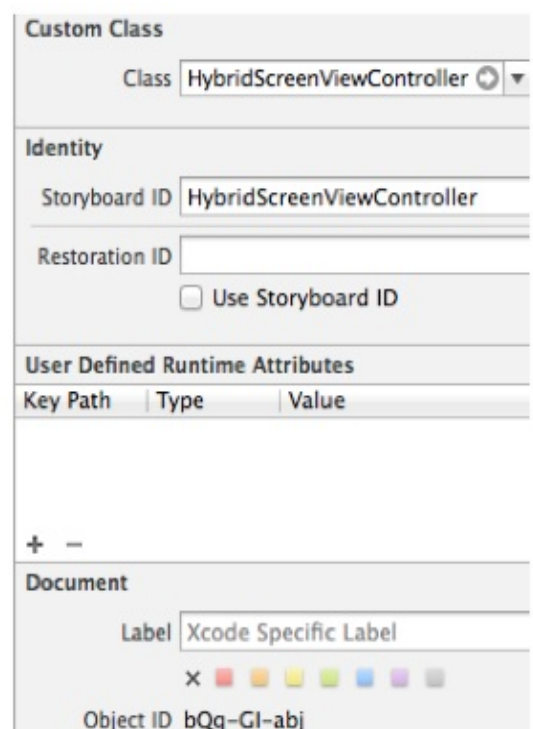 Custom Class
Class HybridScreenViewController
Identity
Storyboard ID HybridScreenViewController
Restoration ID
Use Storyboard ID
User Defined Runtime Attributes
Key Path Type Value
+ −
Document
Label Xcode Specific Label
Object ID bQq-GI-abj